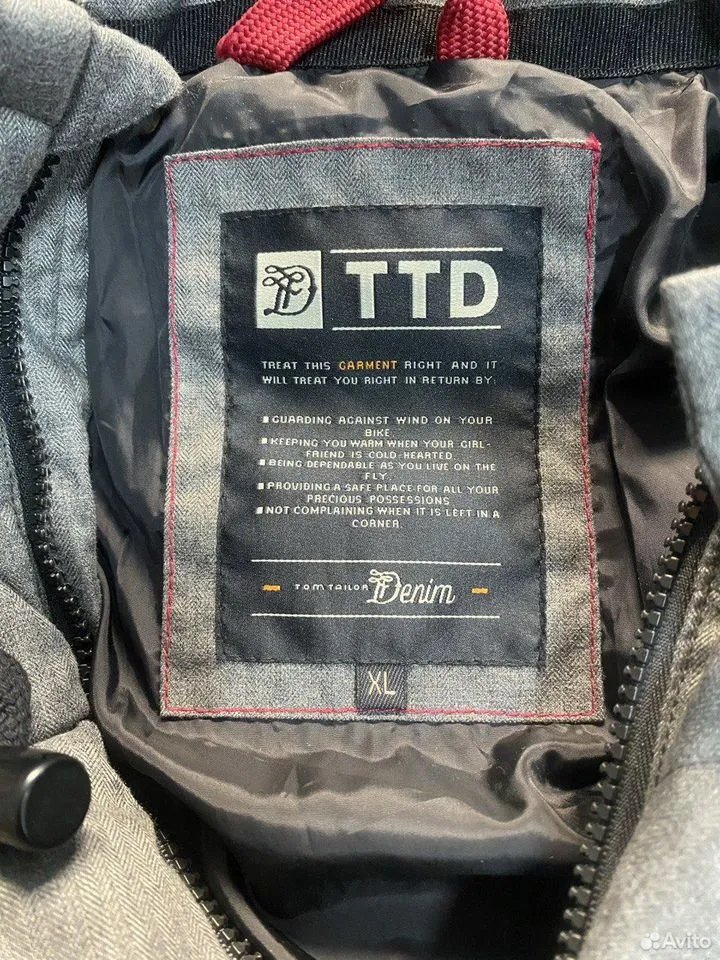 TTD
TREAT THIS GARMENT RIGHT AND IT
WILL TREAT YOU RIGHT IN RETURN BY:
GUARDING AGAINST WIND ON YOUR
BIKE.
KEEPING YOU WARM WHEN YOUR GIRL-
FRIEND IS COLD-HEARTED
BEING DEPENDABLE AS YOU LIVE ON THE
FLY.
PROVIDING A SAFE PLACE FOR ALL YOUR
PRECIOUS POSSESSIONS
NOT COMPLAINING WHEN IT IS LEFT IN A
CORNER.
TOM TAILOR Denim
XL
Avito